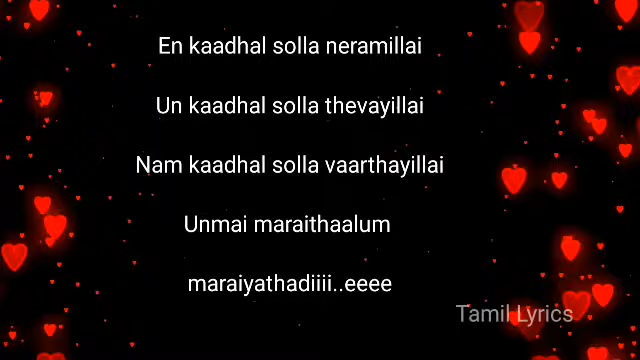 En kaadhal solla neramillai
Un kaadhal solla thevayillai
Nam kaadhal solla vaarthayillai
Unmai maraithaalum
maraiyathadiiii..eeee
Tamil Lyrics